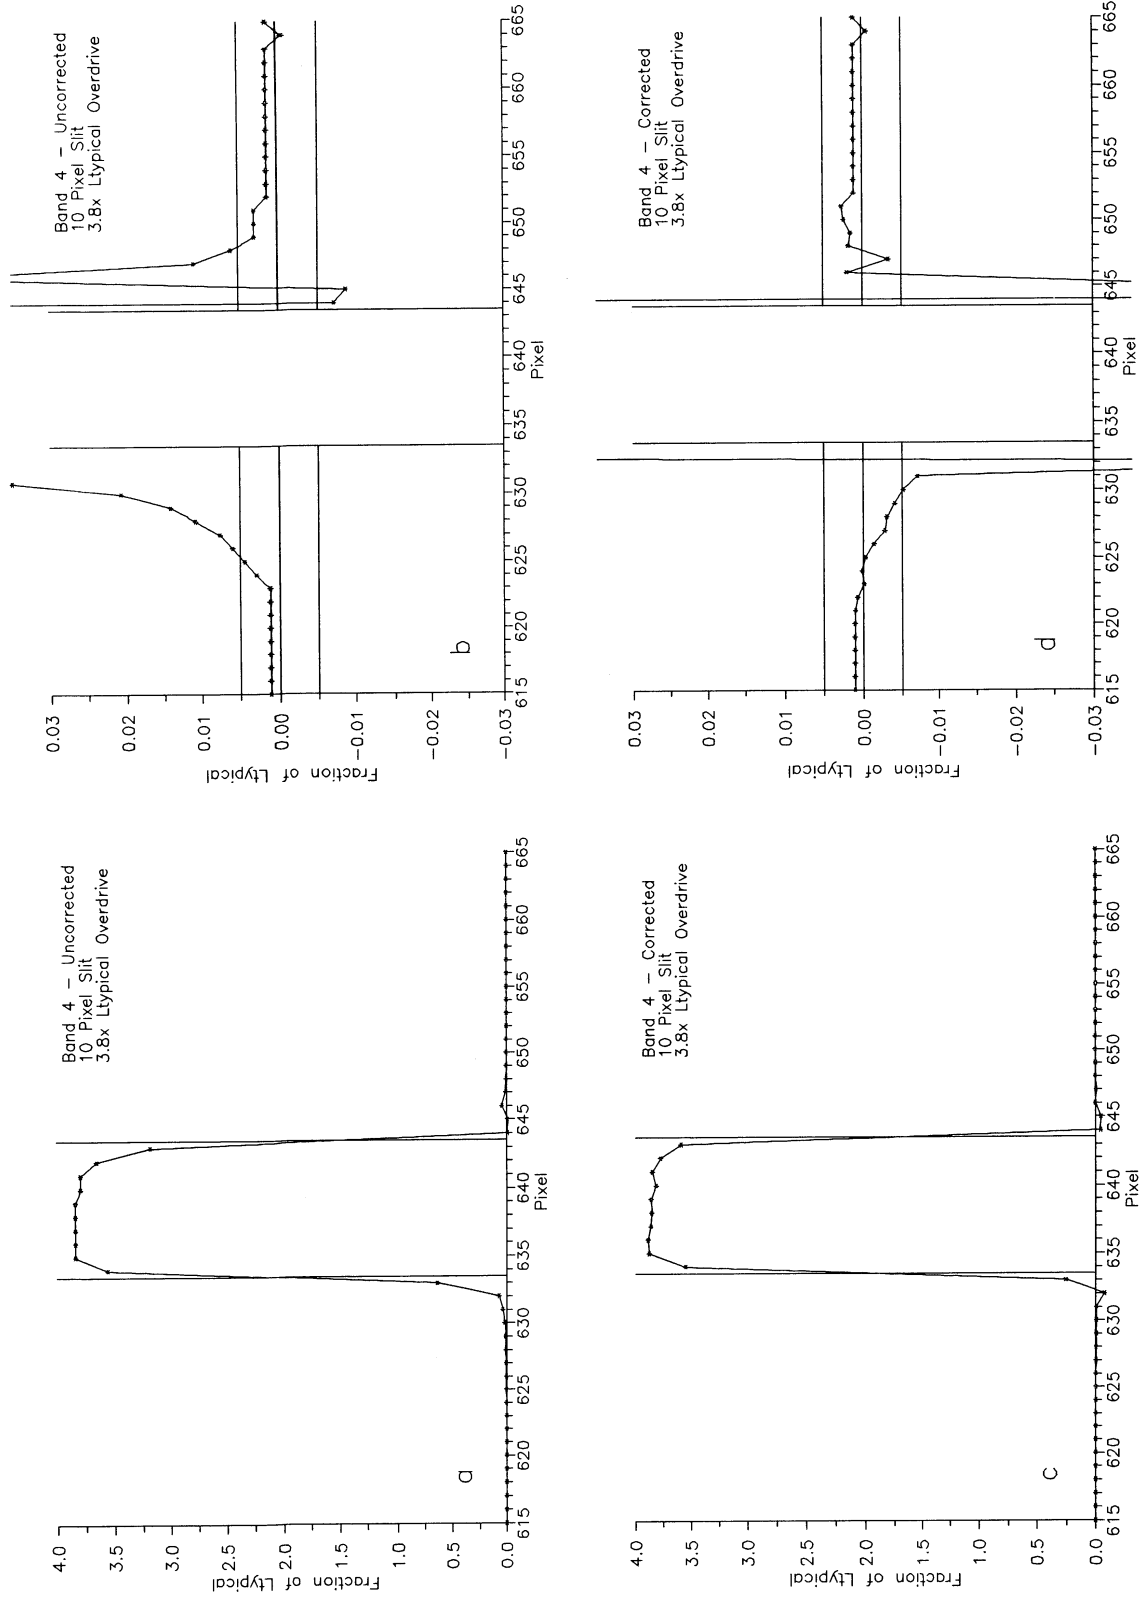 Band 4 – Uncorrected
10 Pixel Slit
3.8x Ltypical Overdrive
Fraction of Ltypical
4.0
3.5
3.0
2.5
2.0
1.5
1.0
0.5
0.0
a
615 620 625 630 635 640 645 650 655 660 665
Pixel
Band 4 – Uncorrected
10 Pixel Slit
3.8x Ltypical Overdrive
Fraction of Ltypical
0.03
0.02
0.01
0.00
−0.01
−0.02
−0.03
b
615 620 625 630 635 640 645 650 655 660 665
Pixel
Band 4 – Corrected
10 Pixel Slit
3.8x Ltypical Overdrive
Fraction of Ltypical
4.0
3.5
3.0
2.5
2.0
1.5
1.0
0.5
0.0
c
615 620 625 630 635 640 645 650 655 660 665
Pixel
Band 4 – Corrected
10 Pixel Slit
3.8x Ltypical Overdrive
Fraction of Ltypical
0.03
0.02
0.01
0.00
−0.01
−0.02
−0.03
d
615 620 625 630 635 640 645 650 655 660 665
Pixel